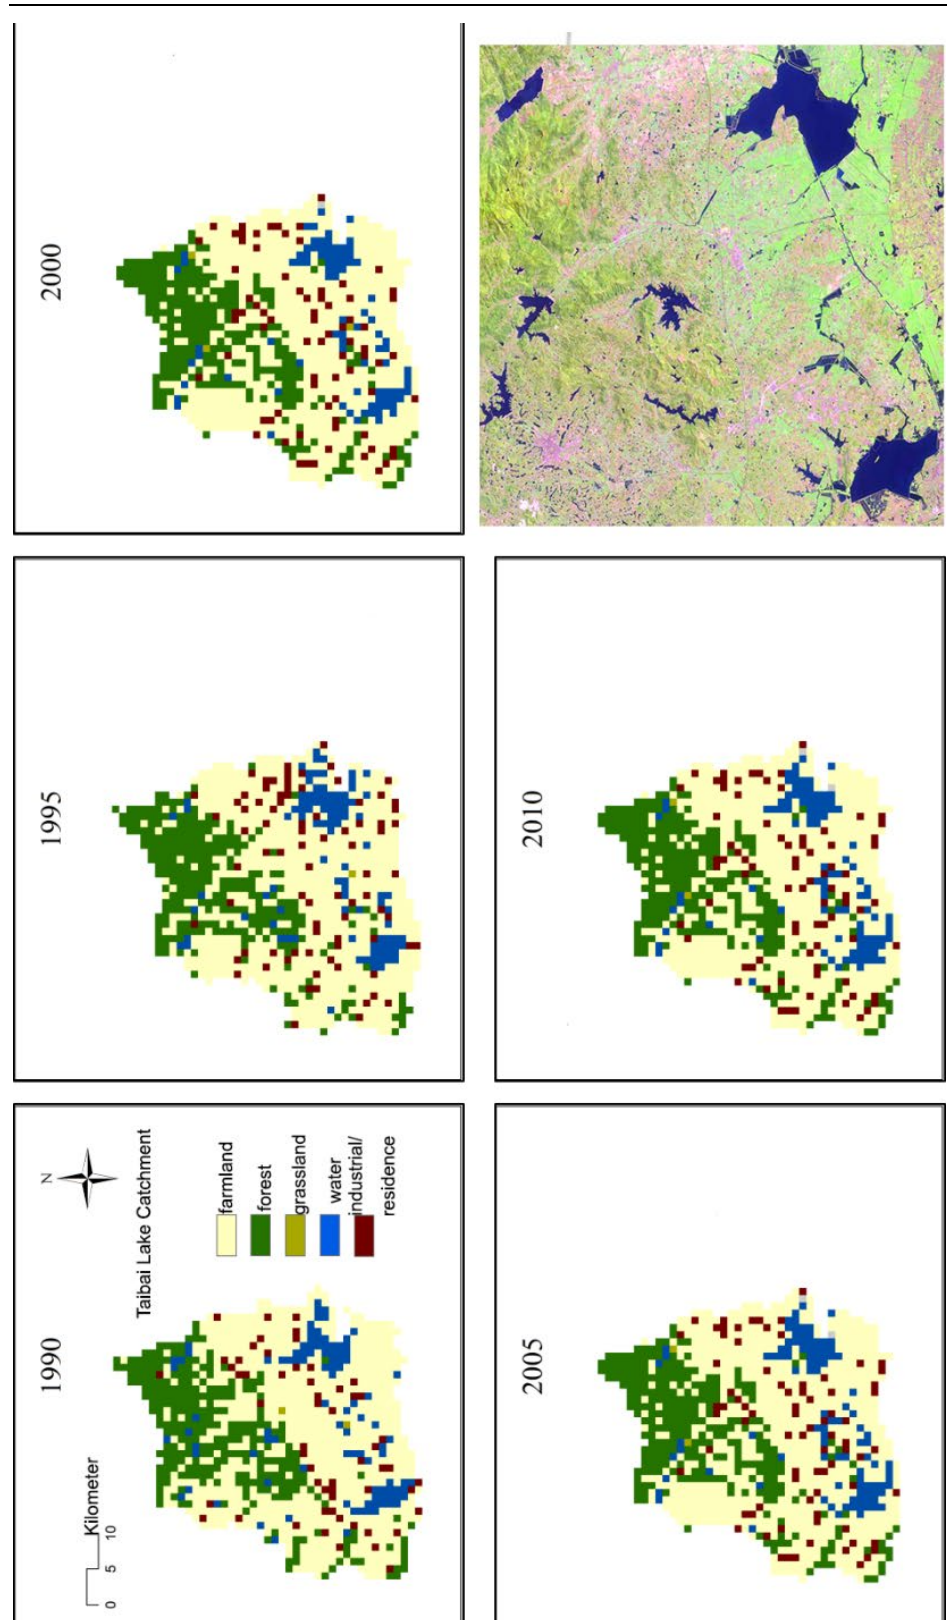 1990
N
Taibai Lake Catchment
Kilometer
0 5 10
farmland
forest
grassland
water
industrial/
residence
1995
2000
2005
2010